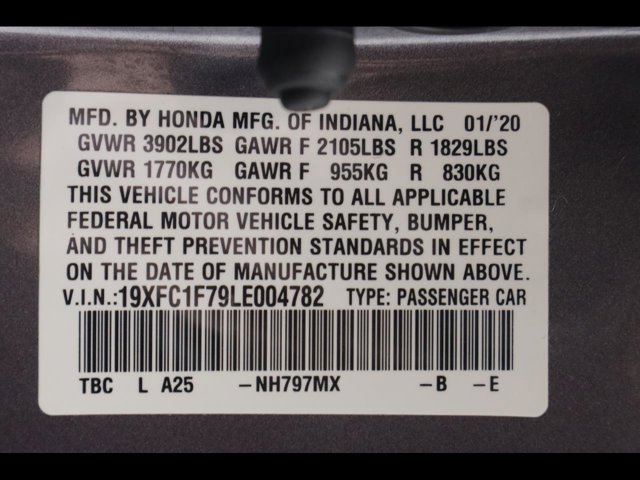 MFD. BY HONDA MFG. OF INDIANA, LLC 01/'20
GVWR 3902LBS GAWR F 2105LBS R 1829LBS
GVWR 1770KG GAWR F 955KG R 830KG
THIS VEHICLE CONFORMS TO ALL APPLICABLE
FEDERAL MOTOR VEHICLE SAFETY, BUMPER,
AND THEFT PREVENTION STANDARDS IN EFFECT
ON THE DATE OF MANUFACTURE SHOWN ABOVE.
V.I.N.:19XFC1F79LE004782 TYPE: PASSENGER CAR
TBC L A25 –NH797MX –B –E